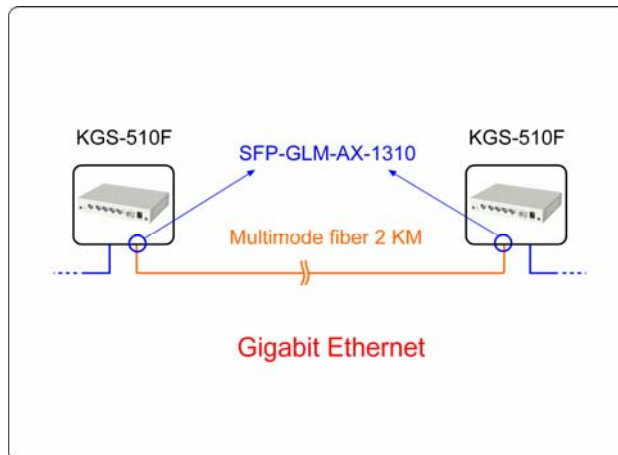 KGS-510F
KGS-510F
SFP-GLM-AX-1310
Multimode fiber 2 KM
Gigabit Ethernet